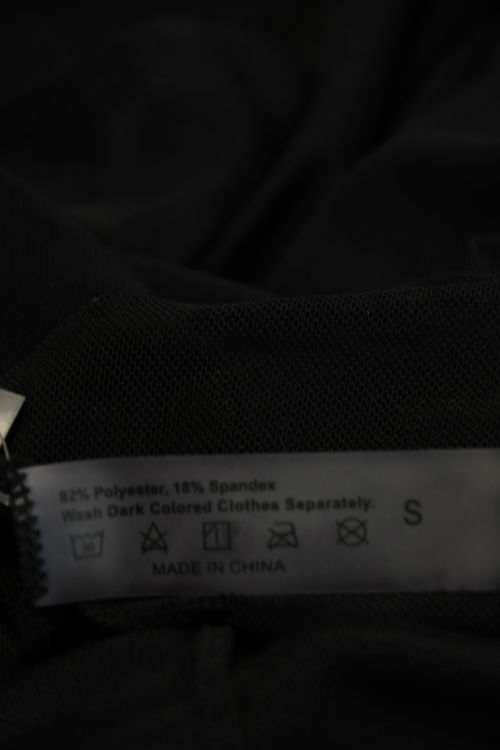 82% Polyester, 18% Spandex
Wash Dark Colored Clothes Separately.
S
MADE IN CHINA